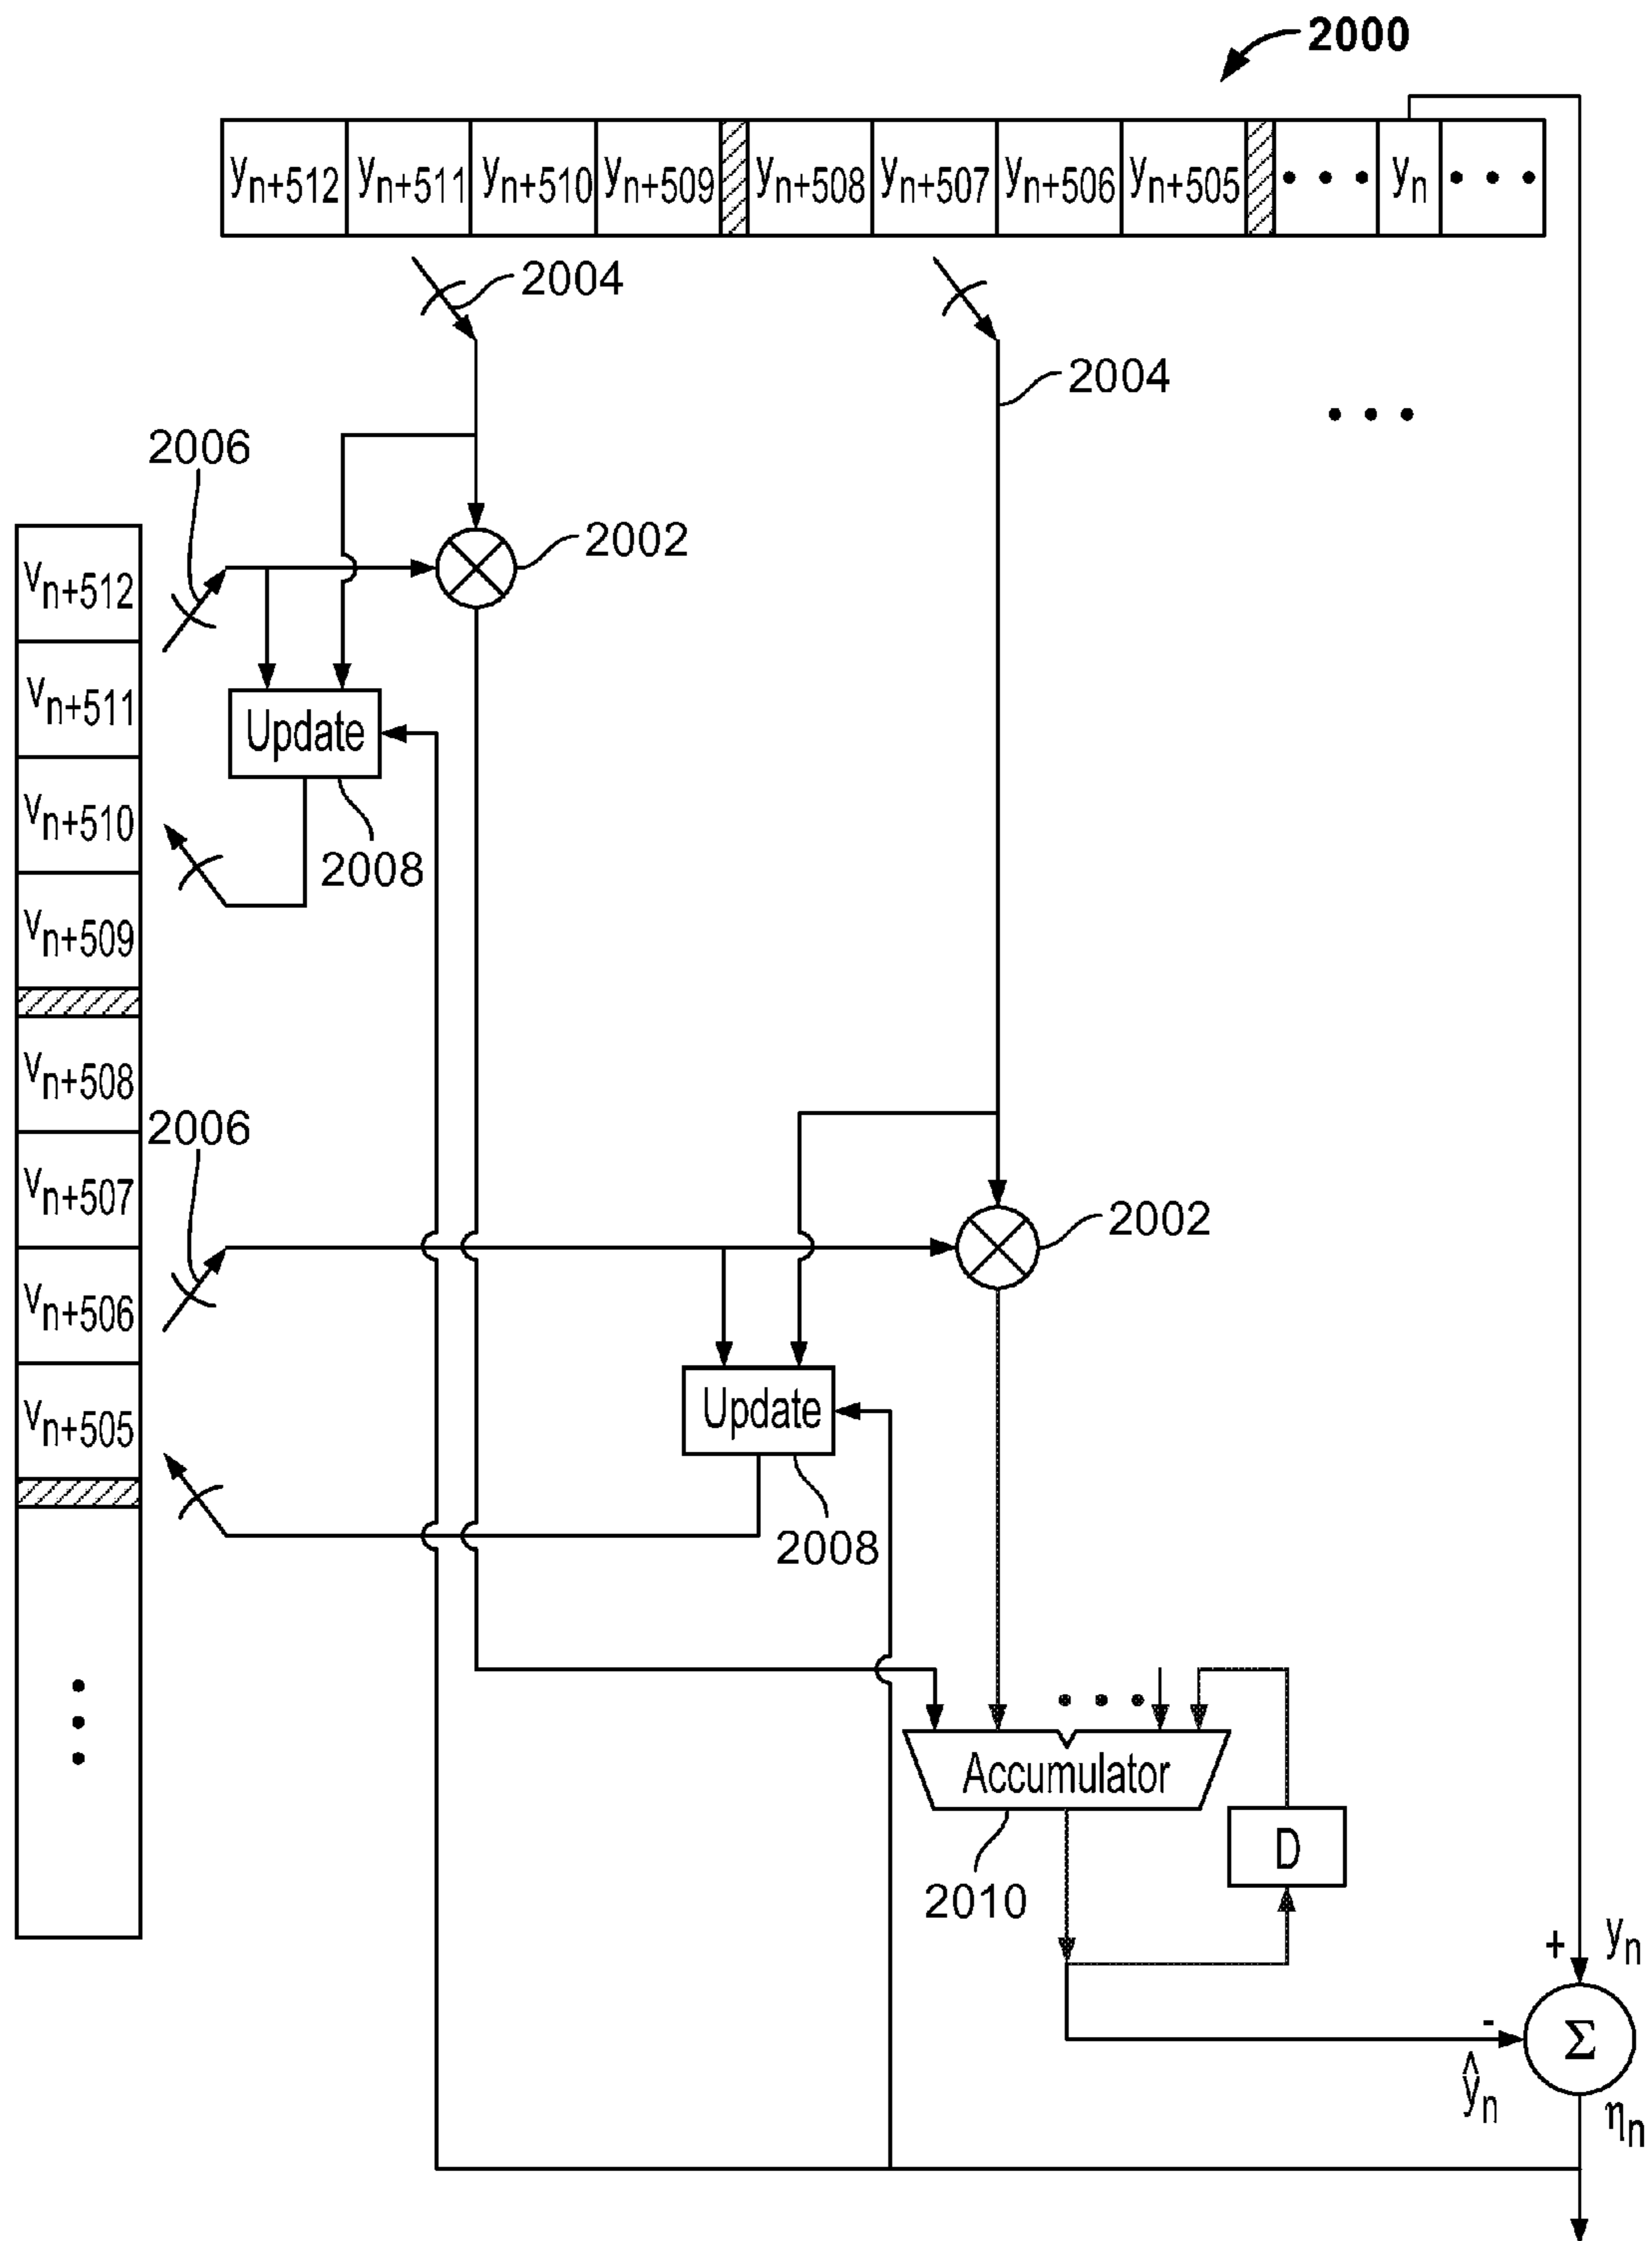 2000
yn+512 yn+511 yn+510 yn+509 yn+508 yn+507 yn+506 yn+505 • • • yn • • •
2004
2004
• • •
2006
2002
vn+512
vn+511
Update
vn+510
2008
vn+509
vn+508
2006
vn+507
2002
vn+506
Update
vn+505
2008
• • •
Accumulator
D
2010
+ yn
-
Σ
ŷn
ηn